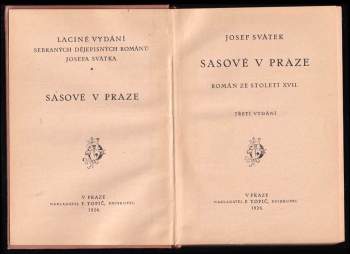 LACINÉ VYDÁNÍ
SEBRANÝCH DĚJEPISNÝCH ROMÁNŮ
JOSEFA SVÁTKA
SASOVÉ V PRAZE
V PRAZE
NAKLADATEL F. TOPIČ, KNIHKUPEC
1926
JOSEF SVÁTEK
SASOVÉ V PRAZE
ROMÁN ZE STOLETÍ XVII.
TŘETÍ VYDÁNÍ
V PRAZE
NAKLADATEL F. TOPIČ, KNIHKUPEC
1926